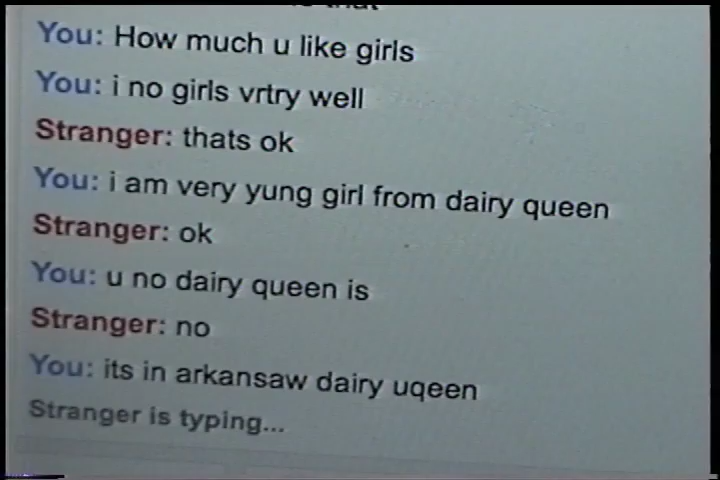 You: How much u like girls
You: i no girls vrtry well
Stranger: thats ok
You: i am very yung girl from dairy queen
Stranger: ok
You: u no dairy queen is
Stranger: no
You: its in arkansaw dairy uqeen
Stranger is typing...